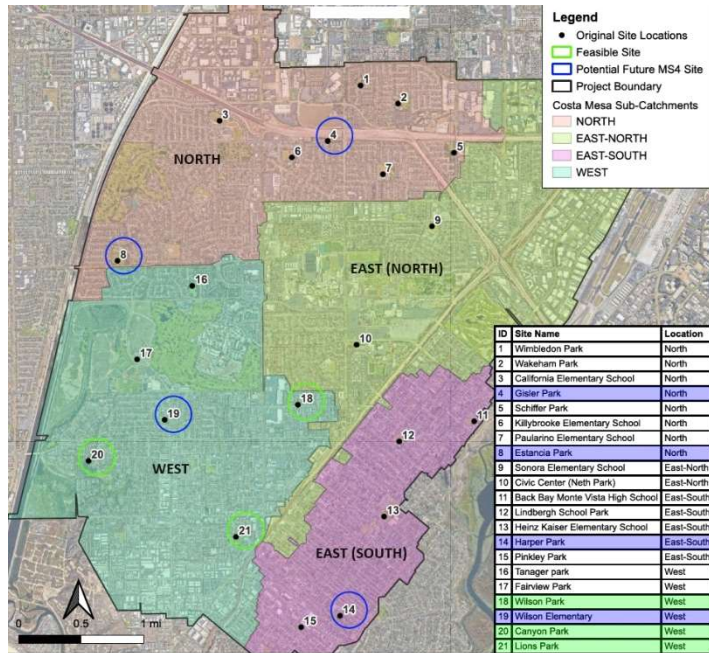 Legend
Original Site Locations
Feasible Site
Potential Future MS4 Site
Project Boundary
Costa Mesa Sub-Catchments
NORTH
EAST-NORTH
EAST-SOUTH
WEST
1
2
3
4
5
6
7
NORTH
8
9
EAST (NORTH)
16
10
17
18
19
11
12
20
WEST
13
21
EAST (SOUTH)
14
15
0 0.5 1 mi
ID Site Name Location
1 Wimbledon Park North
2 Wakeham Park North
3 California Elementary School North
4 Gisler Park North
5 Schiffer Park North
6 Killybrooke Elementary School North
7 Paularino Elementary School North
8 Estancia Park North
9 Sonora Elementary School East-North
10 Civic Center (Neth Park) East-North
11 Back Bay Monte Vista High School East-South
12 Lindbergh School Park East-South
13 Heinz Kaiser Elementary School East-South
14 Harper Park East-South
15 Pinkley Park East-South
16 Tanager park West
17 Fairview Park West
18 Wilson Park West
19 Wilson Elementary West
20 Canyon Park West
21 Lions Park West